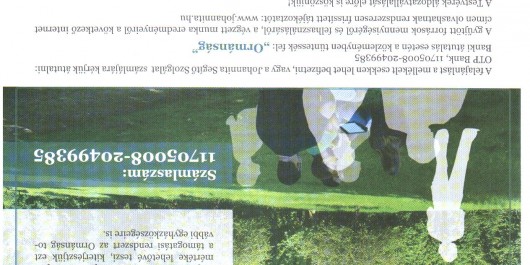 mértéke lehetővé teszi, kiterjesztjük ezt
a támogatási rendszert az Ormánság to-
vábbi egyházközségeire.
Számlaszám:
11705008-20499385
A felajánlást a mellékelt csekken lehet befizetni, vagy a Johannita Segítő Szolgálat számlájára kérjük átutalni:
OTP Bank, 11705008-20499385
Banki átutalás esetén a közleményben tüntessék fel: „Ormánság”
A gyűjtött források mennyiségéről és felhasználásáról, a végzett munka eredményeiről a következő internet
címen olvashatnak rendszeresen frissített tájékoztatót: www.johannita.hu
A Testvérek áldozatvállalását előre is köszönjük!